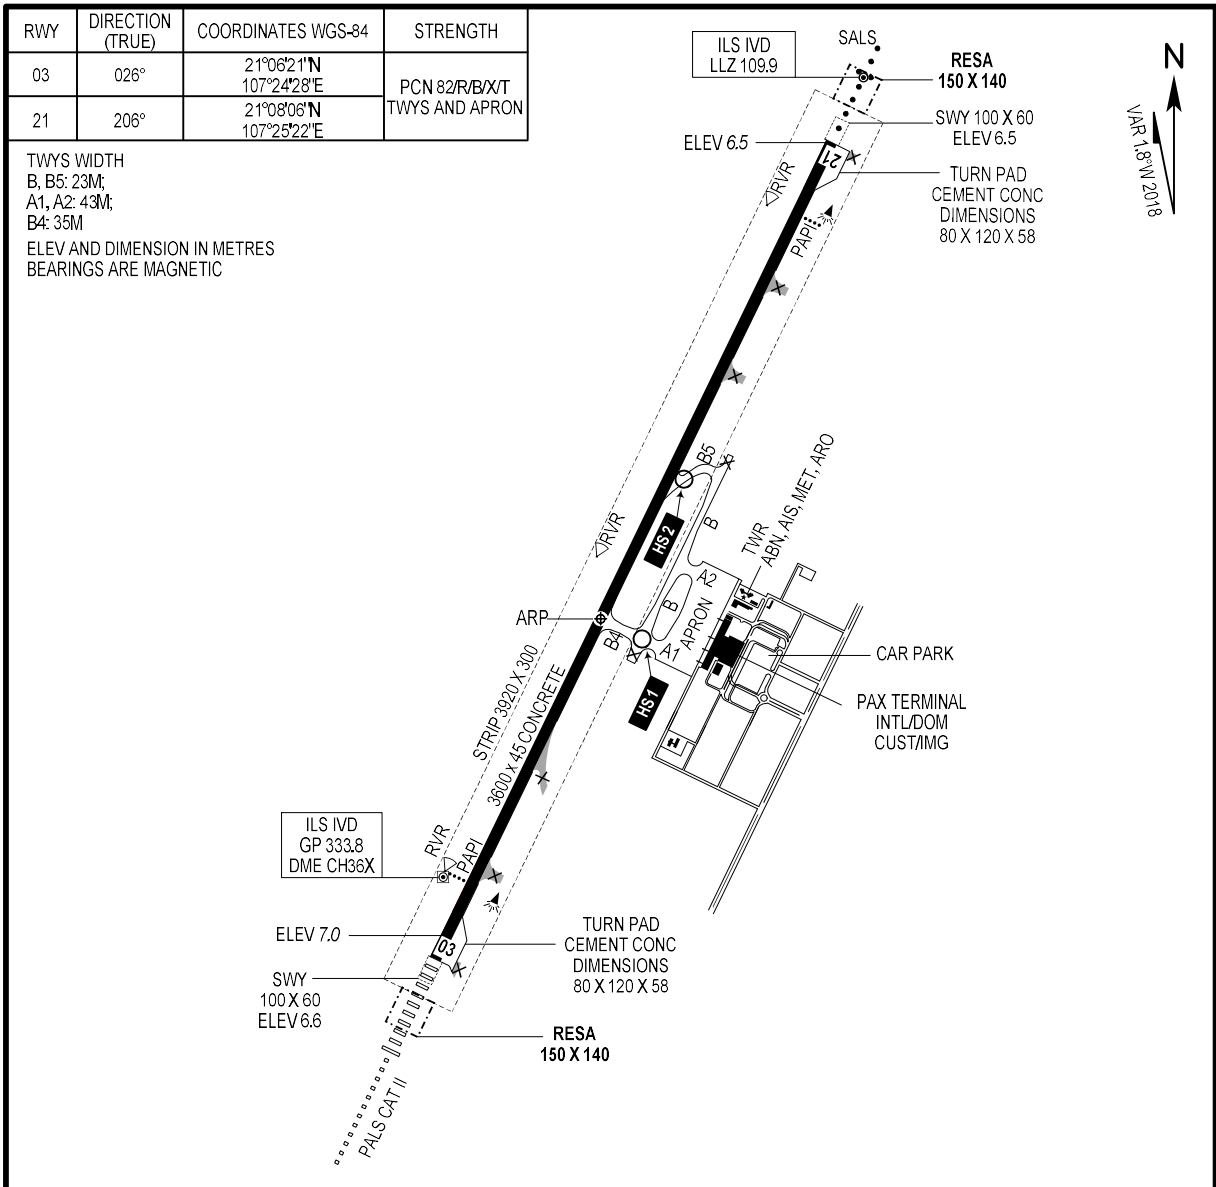 RWY DIRECTION (TRUE) COORDINATES WGS-84 STRENGTH
03 026° 21°06'21"N 107°24'28"E PCN 82/R/B/X/T TWYS AND APRON
21 206° 21°08'06"N 107°25'22"E
TWYS WIDTH
B, B5: 23M;
A1, A2: 43M;
B4: 35M
ELEV AND DIMENSION IN METRES
BEARINGS ARE MAGNETIC
ILS IVD
LLZ 109.9
SALS
RESA
150 X 140
N
VAR 1.8°W 2018
SWY 100 X 60
ELEV 6.5
ELEV 6.5
21
RVR
TURN PAD
CEMENT CONC
DIMENSIONS
80 X 120 X 58
PAPI
B5
HS 2
B
RVR
TWR
ABN, AIS, MET, ARO
A2
B
APRON
ARP
B4
A1
HS 1
CAR PARK
PAX TERMINAL
INTL/DOM
CUST/IMG
STRIP 3920 X 300
3600 x 45 CONCRETE
ILS IVD
GP 333.8
DME CH36X
RVR
PAPI
ELEV 7.0
03
TURN PAD
CEMENT CONC
DIMENSIONS
80 X 120 X 58
SWY
100 X 60
ELEV 6.6
RESA
150 X 140
PALS CAT II